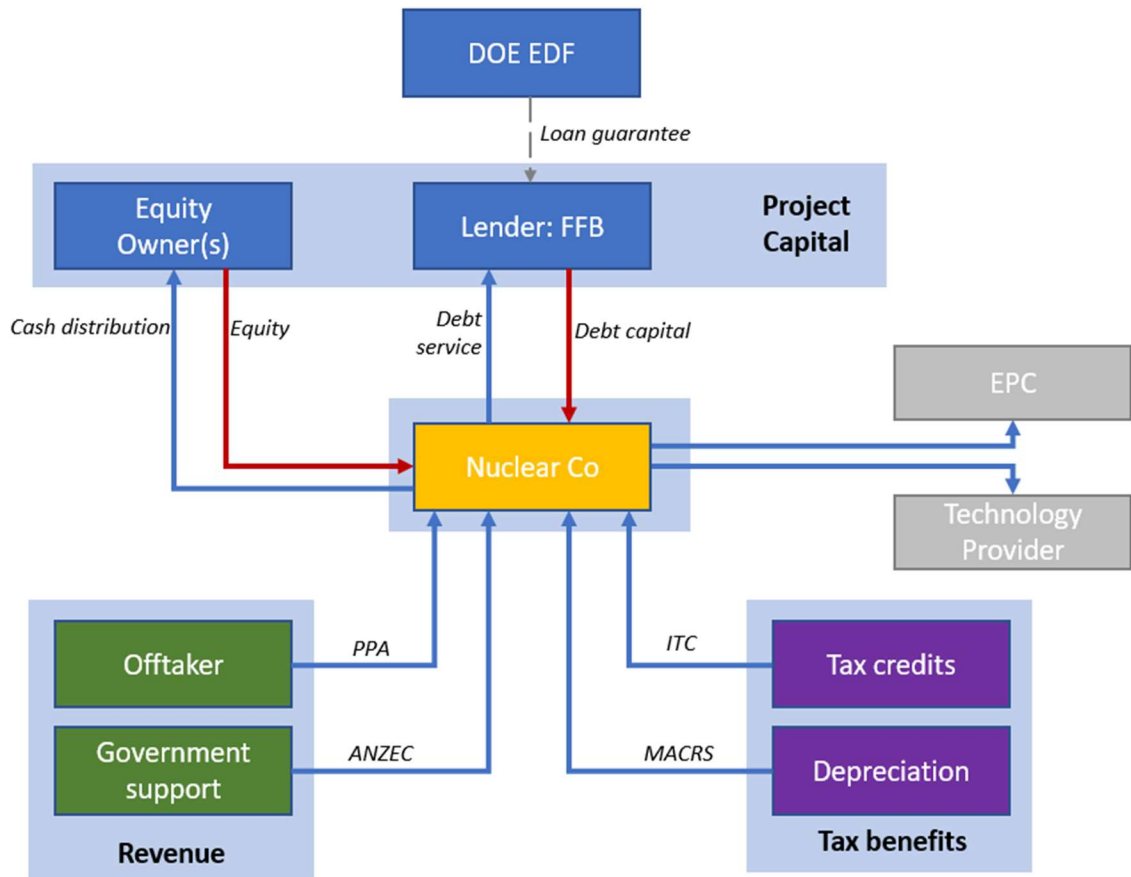 DOE EDF
Loan guarantee
Equity
Owner(s)
Lender: FFB
Project
Capital
Cash distribution
Equity
Debt
service
Debt capital
EPC
Nuclear Co
Technology
Provider
Offtaker
PPA
ITC
Tax credits
Government
support
ANZEC
MACRS
Depreciation
Revenue
Tax benefits